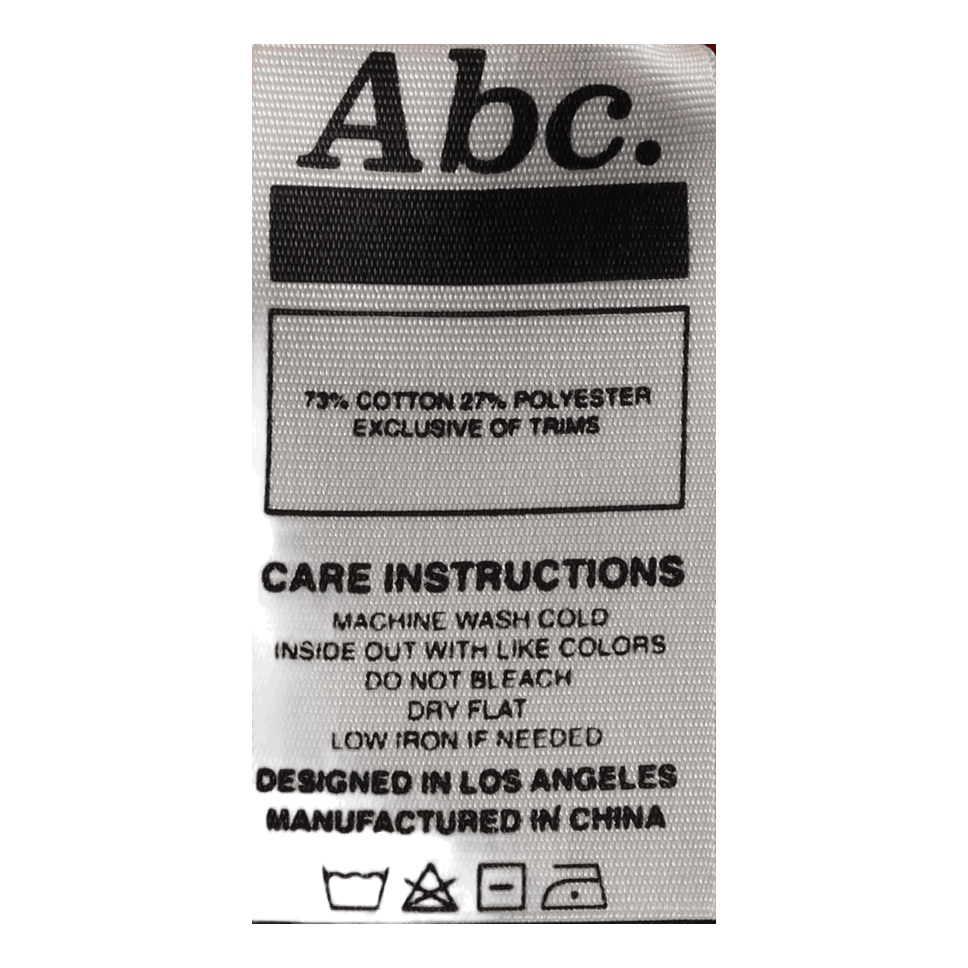 Abc.
73% COTTON 27% POLYESTER
EXCLUSIVE OF TRIMS
CARE INSTRUCTIONS
MACHINE WASH COLD
INSIDE OUT WITH LIKE COLORS
DO NOT BLEACH
DRY FLAT
LOW IRON IF NEEDED
DESIGNED IN LOS ANGELES
MANUFACTURED IN CHINA